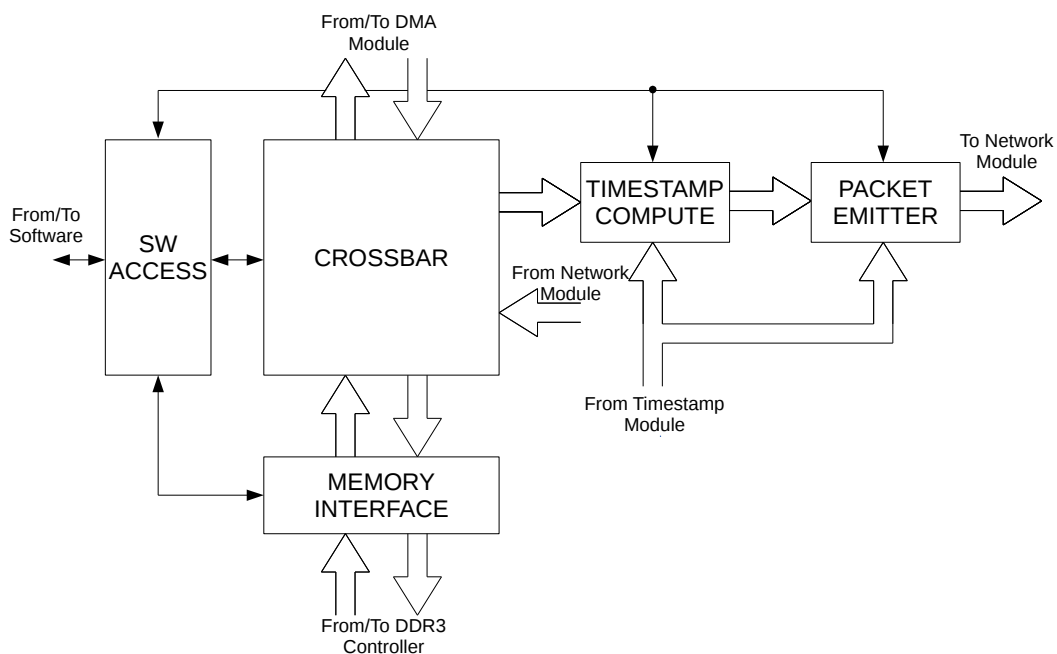 From/To DMA
Module
To Network
Module
TIMESTAMP
COMPUTE
PACKET
EMITTER
From/To
Software
SW
ACCESS
CROSSBAR
From Network
Module
From Timestamp
Module
MEMORY
INTERFACE
From/To DDR3
Controller